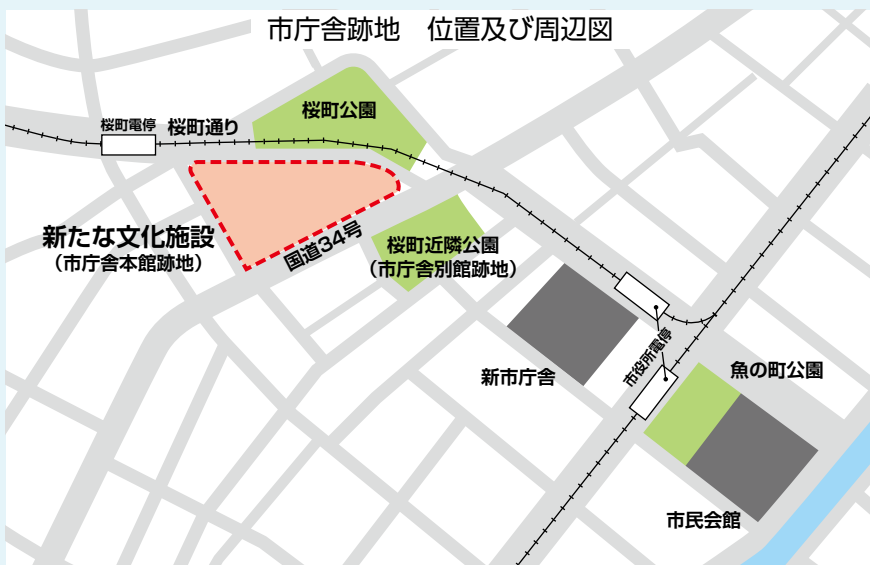 市庁舎跡地　位置及び周辺図
桜町公園
桜町電停
桜町通り
新たな文化施設
（市庁舎本館跡地）
国道34号
桜町近隣公園
（市庁舎別館跡地）
新市庁舎
市役所電停
魚の町公園
市民会館